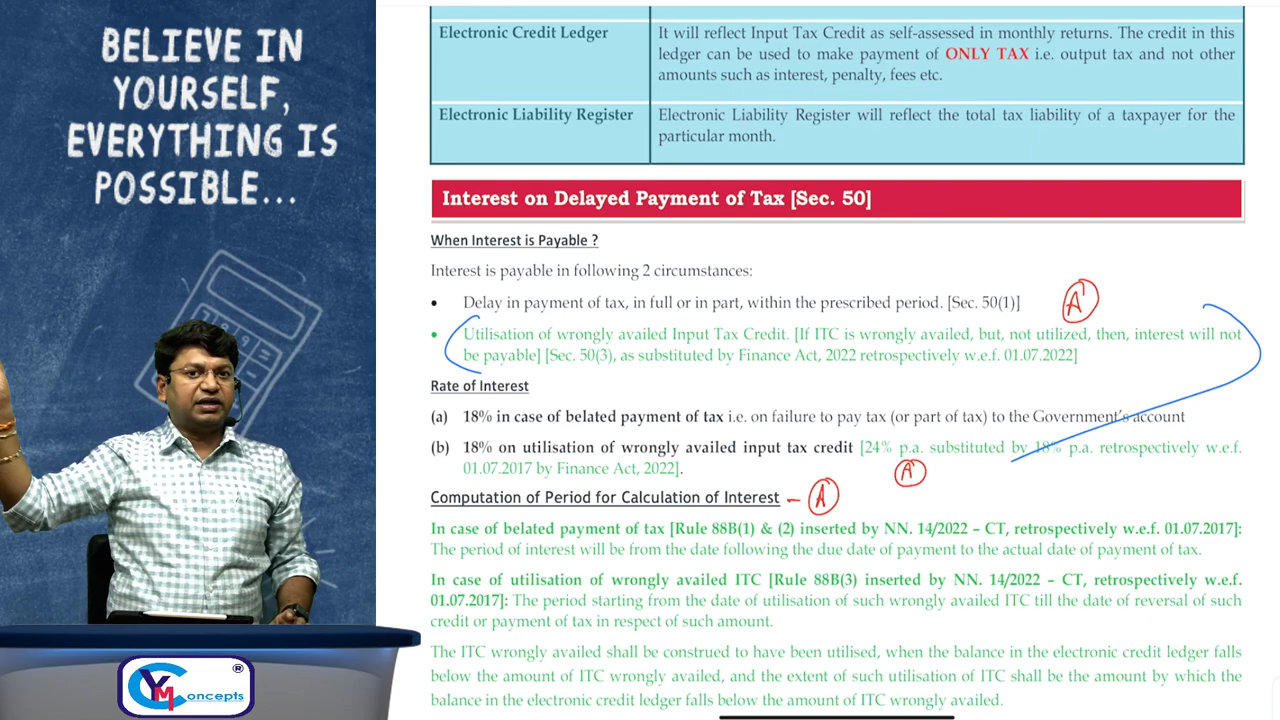 BELIEVE IN
YOURSELF,
EVERYTHING IS
POSSIBLE...
Electronic Credit Ledger
It will reflect Input Tax Credit as self-assessed in monthly returns. The credit in this
ledger can be used to make payment of ONLY TAX i.e. output tax and not other
amounts such as interest, penalty, fees etc.
Electronic Liability Register
Electronic Liability Register will reflect the total tax liability of a taxpayer for the
particular month.
Interest on Delayed Payment of Tax [Sec. 50]
When Interest is Payable ?
Interest is payable in following 2 circumstances:
• Delay in payment of tax, in full or in part, within the prescribed period. [Sec. 50(1)]
A
• Utilisation of wrongly availed Input Tax Credit. [If ITC is wrongly availed, but, not utilized, then, interest will not
be payable] [Sec. 50(3), as substituted by Finance Act, 2022 retrospectively w.e.f. 01.07.2022]
Rate of Interest
(a) 18% in case of belated payment of tax i.e. on failure to pay tax (or part of tax) to the Government's account
(b) 18% on utilisation of wrongly availed input tax credit [24% p.a. substituted by 18% p.a. retrospectively w.e.f.
01.07.2017 by Finance Act, 2022].
A
Computation of Period for Calculation of Interest – A
In case of belated payment of tax [Rule 88B(1) & (2) inserted by NN. 14/2022 – CT, retrospectively w.e.f. 01.07.2017]:
The period of interest will be from the date following the due date of payment to the actual date of payment of tax.
In case of utilisation of wrongly availed ITC [Rule 88B(3) inserted by NN. 14/2022 – CT, retrospectively w.e.f.
01.07.2017]: The period starting from the date of utilisation of such wrongly availed ITC till the date of reversal of such
credit or payment of tax in respect of such amount.
The ITC wrongly availed shall be construed to have been utilised, when the balance in the electronic credit ledger falls
below the amount of ITC wrongly availed, and the extent of such utilisation of ITC shall be the amount by which the
balance in the electronic credit ledger falls below the amount of ITC wrongly availed.
YMConcepts ®